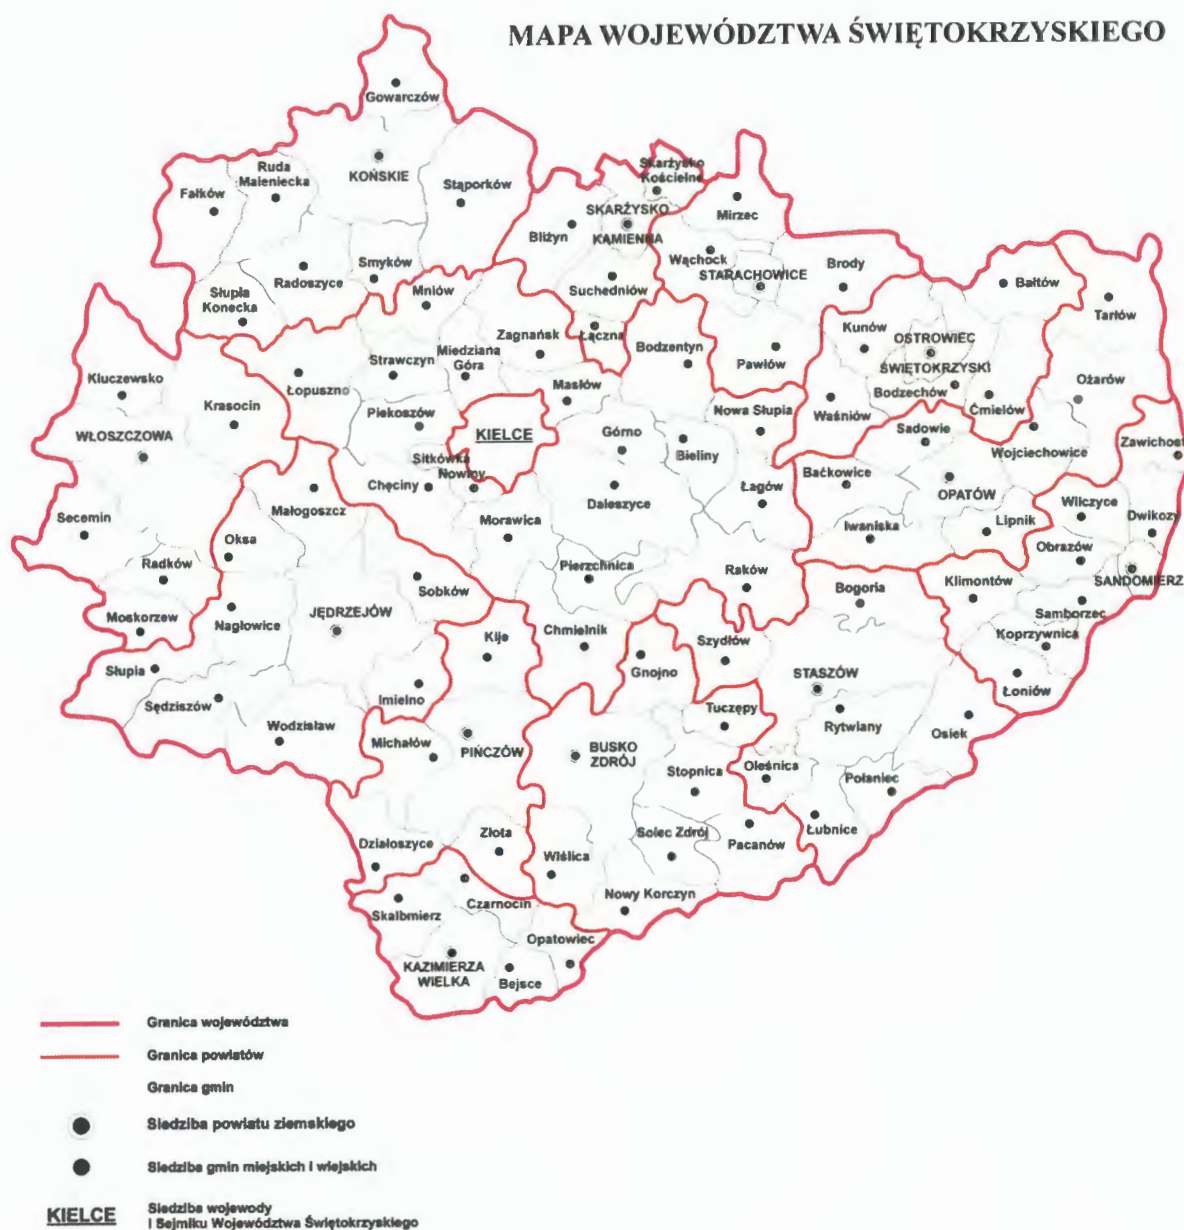 MAPA WOJEWÓDZTWA ŚWIĘTOKRZYSKIEGO
Gowarczów
KOŃSKIE
Ruda
Maleniecka
Fałków
Stąporków
Radoszyce
Smyków
Słupia
Konecka
Skarżysko
Kościelne
SKARŻYSKO
KAMIENNA
Bliżyn
Suchedniów
Łączna
Mirzec
Wąchock
STARACHOWICE
Brody
Pawłów
Bałtów
Tarłów
Kunów
OSTROWIEC
ŚWIĘTOKRZYSKI
Bodzechów
Ćmielów
Waśniów
Ożarów
Mniów
Zagnańsk
Bodzentyn
Strawczyn
Miedziana
Góra
Łopuszno
Masłów
Piekoszów
KIELCE
Nowa Słupia
Górno
Bieliny
Sitkówka
Nowiny
Chęciny
Daleszyce
Łagów
Morawica
Pierzchnica
Raków
Chmielnik
Kluczewsko
Krasocin
WŁOSZCZOWA
Secemin
Radków
Moskorzew
Małogoszcz
Oksa
Sobków
Nagłowice
JĘDRZEJÓW
Słupia
Sędziszów
Imielno
Wodzisław
Sadowie
Wojciechowice
Baćkowice
OPATÓW
Iwaniska
Lipnik
Zawichost
Wilczyce
Dwikozy
Obrazów
SANDOMIERZ
Klimontów
Samborzec
Koprzywnica
Łoniów
Bogoria
Szydłów
STASZÓW
Rytwiany
Osiek
Oleśnica
Połaniec
Łubnice
Kije
Michałów
PIŃCZÓW
Działoszyce
Złota
Gnojno
Tuczępy
BUSKO
ZDRÓJ
Stopnica
Solec Zdrój
Pacanów
Wiślica
Nowy Korczyn
Skalbmierz
Czarnocin
Opatowiec
KAZIMIERZA
WIELKA
Bejsce
Granica województwa
Granica powiatów
Granica gmin
Siedziba powiatu ziemskiego
Siedziba gmin miejskich i wiejskich
KIELCE
Siedziba wojewody
i Sejmiku Województwa Świętokrzyskiego